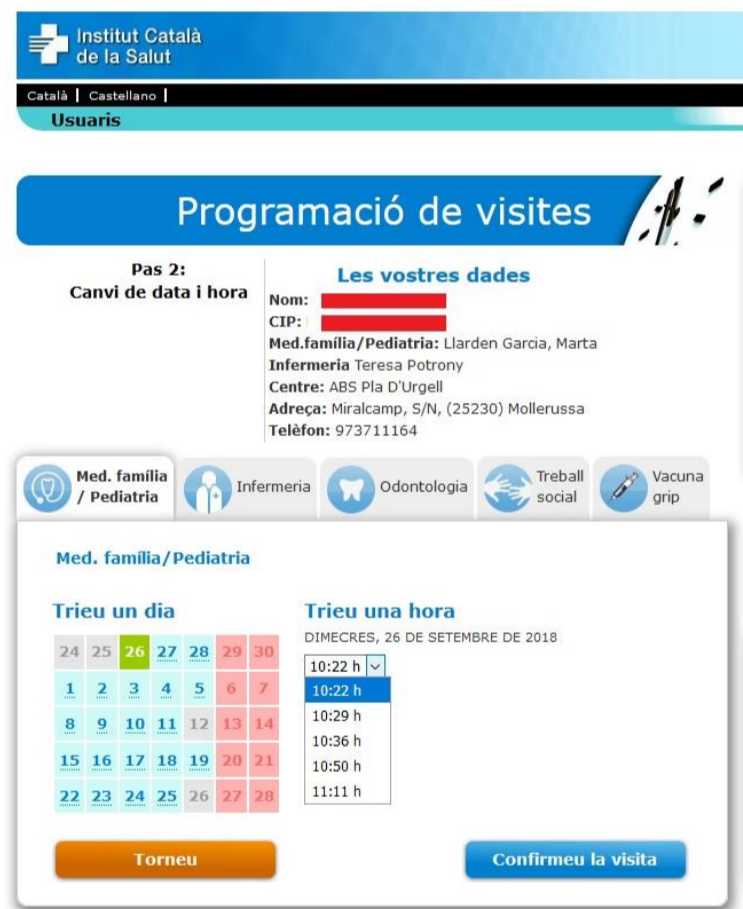 Institut Català
de la Salut
Català | Castellano |
Usuaris
Programació de visites
Pas 2:
Canvi de data i hora
Les vostres dades
Nom:
CIP:
Med.família/Pediatria: Llarden Garcia, Marta
Infermeria Teresa Potrony
Centre: ABS Pla D'Urgell
Adreça: Miralcamp, S/N, (25230) Mollerussa
Telèfon: 973711164
Med. família
/ Pediatria
Infermeria
Odontologia
Treball
social
Vacuna
grip
Med. família/Pediatria
Trieu un dia
24 25 26 27 28 29 30
1 2 3 4 5 6 7
8 9 10 11 12 13 14
15 16 17 18 19 20 21
22 23 24 25 26 27 28
Trieu una hora
DIMECRES, 26 DE SETEMBRE DE 2018
10:22 h
10:22 h
10:29 h
10:36 h
10:50 h
11:11 h
Torneu
Confirmeu la visita